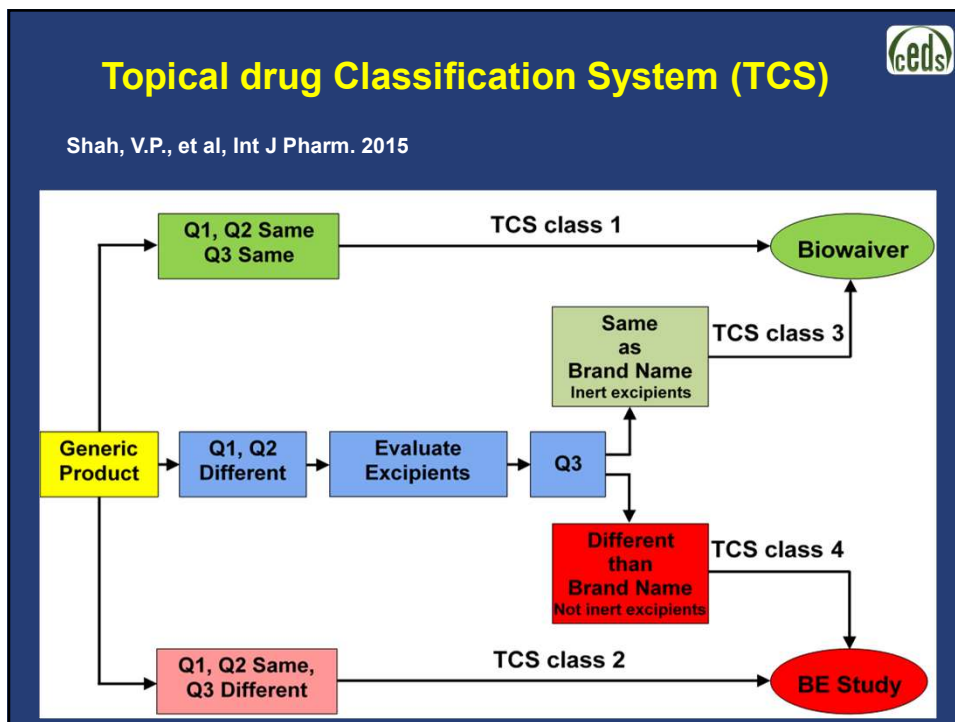 Topical drug Classification System (TCS)
ceds
Shah, V.P., et al, Int J Pharm. 2015
Q1, Q2 Same
Q3 Same
TCS class 1
Biowaiver
Same
as
Brand Name
Inert excipients
TCS class 3
Generic
Product
Q1, Q2
Different
Evaluate
Excipients
Q3
Different
than
Brand Name
Not inert excipients
TCS class 4
Q1, Q2 Same,
Q3 Different
TCS class 2
BE Study